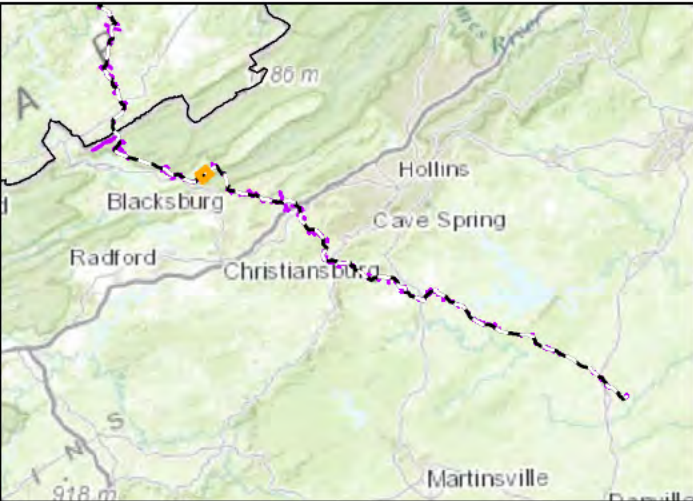 86 m
A
Hollins
Blacksburg
Cave Spring
Radford
Christiansburg
S
N
I
918 m
Martinsville